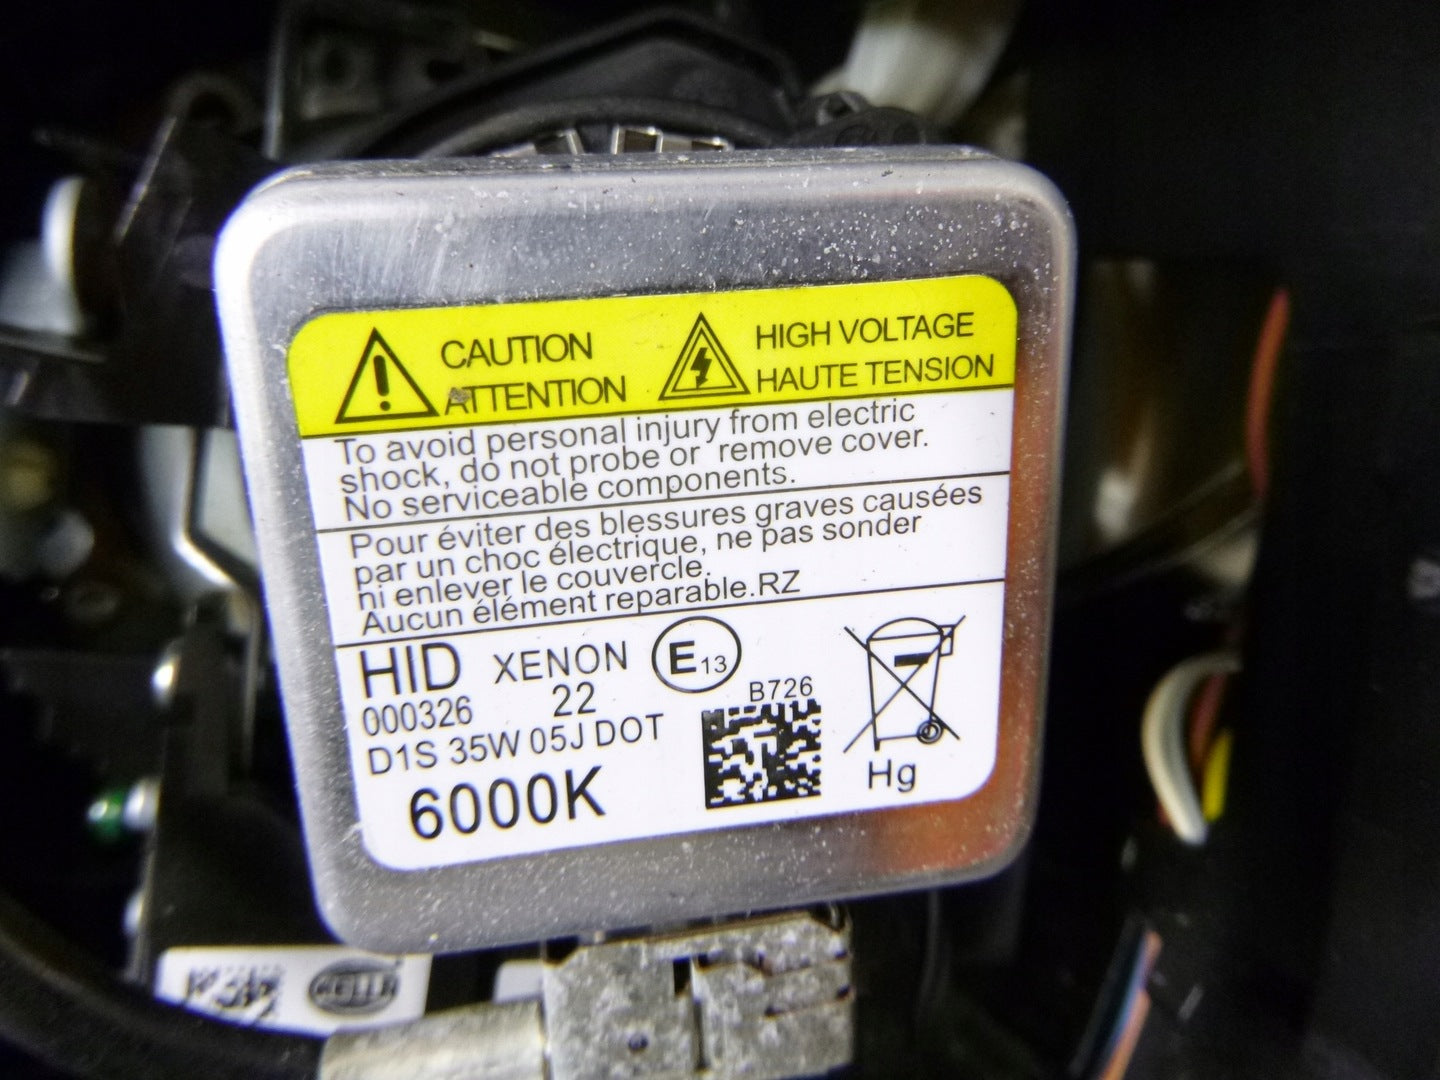 CAUTION
ATTENTION
HIGH VOLTAGE
HAUTE TENSION
To avoid personal injury from electric
shock, do not probe or remove cover.
No serviceable components.
Pour éviter des blessures graves causées
par un choc électrique, ne pas sonder
ni enlever le couvercle.
Aucun élément reparable.RZ
HID XENON E13
000326 22 B726
D1S 35W 05J DOT
6000K
Hg
HELLA